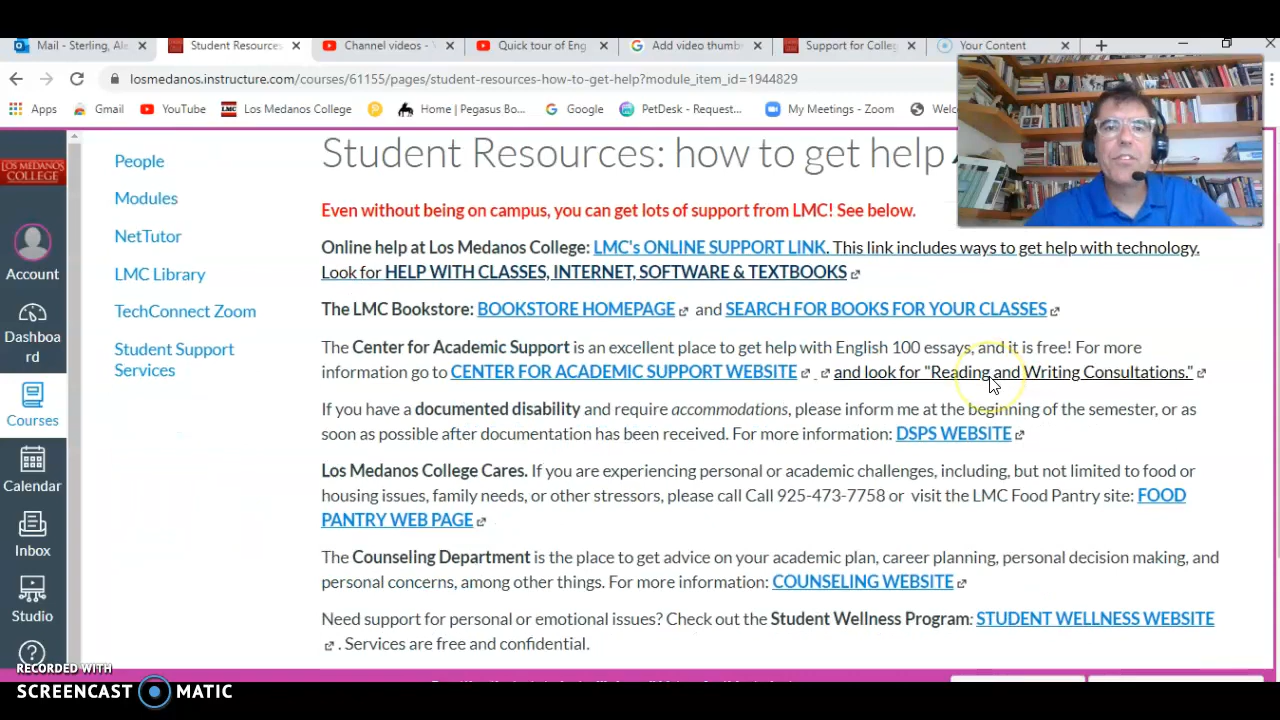 Mail - Sterling, Ale
Student Resources
Channel videos - Y
Quick tour of Eng
Add video thumb
Support for Colleg
Your Content
losmedanos.instructure.com/courses/61155/pages/student-resources-how-to-get-help?module_item_id=1944829
Apps
Gmail
YouTube
LMC
Los Medanos College
Home | Pegasus Bo...
Google
PetDesk - Request...
My Meetings - Zoom
LOS MEDANOS
COLLEGE
Account
Dashboa
rd
Courses
Calendar
Inbox
Studio
People
Modules
NetTutor
LMC Library
TechConnect Zoom
Student Support
Services
Student Resources: how to get help
Even without being on campus, you can get lots of support from LMC! See below.
Online help at Los Medanos College: LMC's ONLINE SUPPORT LINK. This link includes ways to get help with technology.
Look for HELP WITH CLASSES, INTERNET, SOFTWARE & TEXTBOOKS
The LMC Bookstore: BOOKSTORE HOMEPAGE and SEARCH FOR BOOKS FOR YOUR CLASSES
The Center for Academic Support is an excellent place to get help with English 100 essays, and it is free! For more
information go to CENTER FOR ACADEMIC SUPPORT WEBSITE and look for "Reading and Writing Consultations."
If you have a documented disability and require accommodations, please inform me at the beginning of the semester, or as
soon as possible after documentation has been received. For more information: DSPS WEBSITE
Los Medanos College Cares. If you are experiencing personal or academic challenges, including, but not limited to food or
housing issues, family needs, or other stressors, please call Call 925-473-7758 or visit the LMC Food Pantry site: FOOD
PANTRY WEB PAGE
The Counseling Department is the place to get advice on your academic plan, career planning, personal decision making, and
personal concerns, among other things. For more information: COUNSELING WEBSITE
Need support for personal or emotional issues? Check out the Student Wellness Program: STUDENT WELLNESS WEBSITE
. Services are free and confidential.
RECORDED WITH
SCREENCAST MATIC